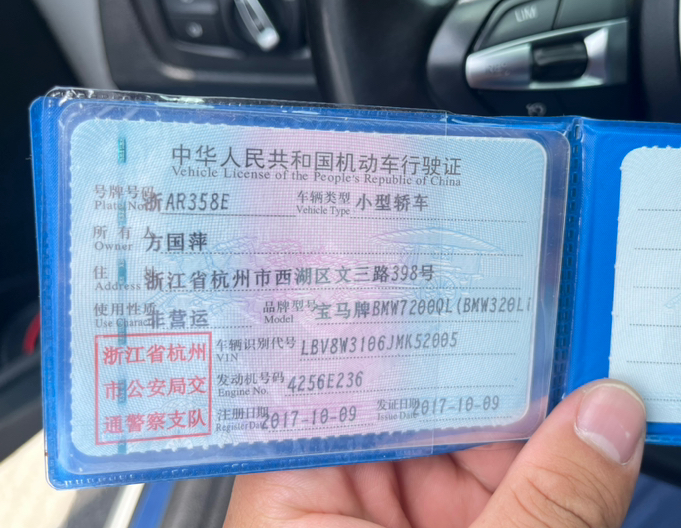 中华人民共和国机动车行驶证
Vehicle License of the People's Republic of China
号牌号码 浙AR358E 车辆类型 小型轿车
Plate No. Vehicle Type
所有人 方国萍
Owner
住址 浙江省杭州市西湖区文三路398号
Address
使用性质 非营运 品牌型号 宝马牌BMW7200QL(BMW320Li
Use Character Model
浙江省杭州
市公安局交
通警察支队
车辆识别代号 LBV8W3106JMK52005
VIN
发动机号码 4256E236
Engine No.
注册日期 2017-10-09 发证日期 2017-10-09
Register Date Issue Date
LIM